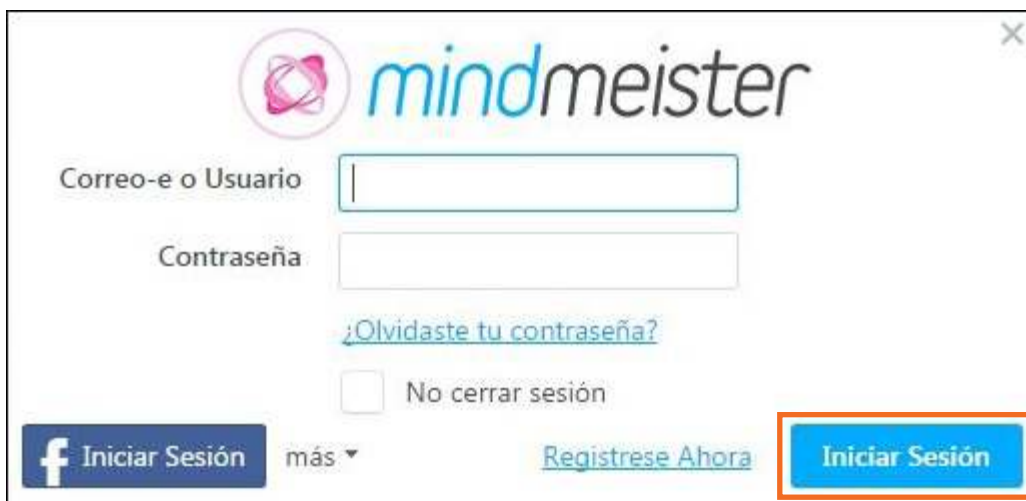 mindmeister
Correo-e o Usuario
Contraseña
¿Olvidaste tu contraseña?
No cerrar sesión
f Iniciar Sesión más Registrese Ahora Iniciar Sesión